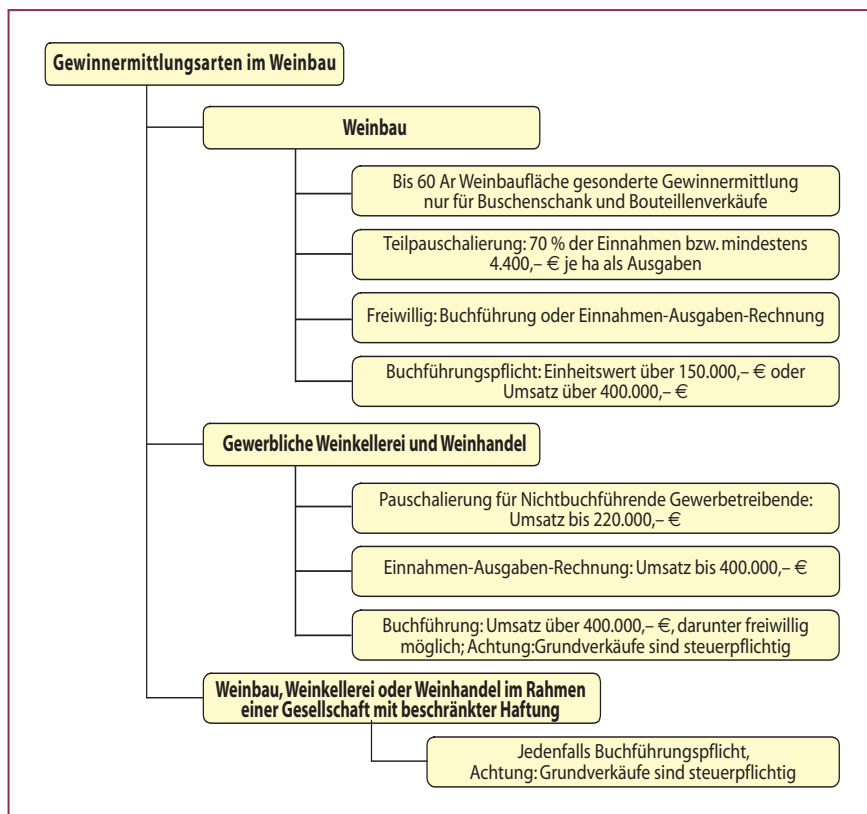 Gewinnermittlungsarten im Weinbau
Weinbau
Bis 60 Ar Weinbaufläche gesonderte Gewinnermittlung
nur für Buschenschank und Bouteillenverkäufe
Teilpauschalierung: 70 % der Einnahmen bzw. mindestens
4.400,– € je ha als Ausgaben
Freiwillig: Buchführung oder Einnahmen-Ausgaben-Rechnung
Buchführungspflicht: Einheitswert über 150.000,– € oder
Umsatz über 400.000,– €
Gewerbliche Weinkellerei und Weinhandel
Pauschalierung für Nichtbuchführende Gewerbetreibende:
Umsatz bis 220.000,– €
Einnahmen-Ausgaben-Rechnung: Umsatz bis 400.000,– €
Buchführung: Umsatz über 400.000,– €, darunter freiwillig
möglich; Achtung:Grundverkäufe sind steuerpflichtig
Weinbau, Weinkellerei oder Weinhandel im Rahmen
einer Gesellschaft mit beschränkter Haftung
Jedenfalls Buchführungspflicht,
Achtung: Grundverkäufe sind steuerpflichtig